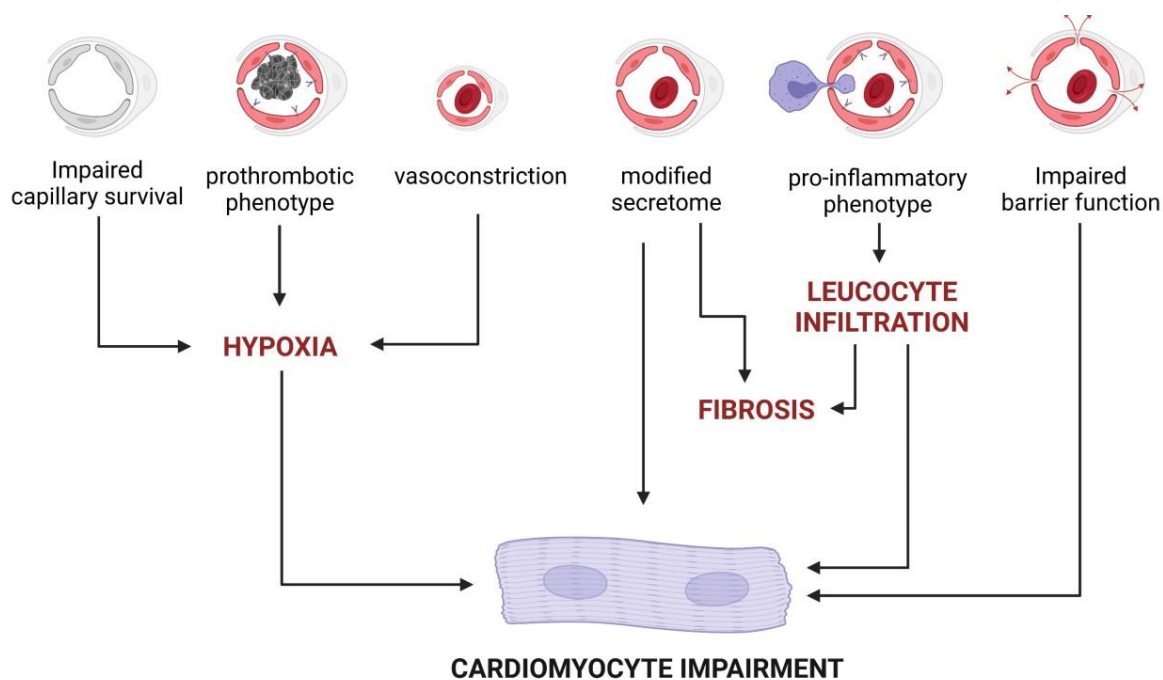 Impaired
capillary survival
prothrombotic
phenotype
vasoconstriction
modified
secretome
pro-inflammatory
phenotype
Impaired
barrier function
LEUCOCYTE
INFILTRATION
HYPOXIA
FIBROSIS
CARDIOMYOCYTE IMPAIRMENT